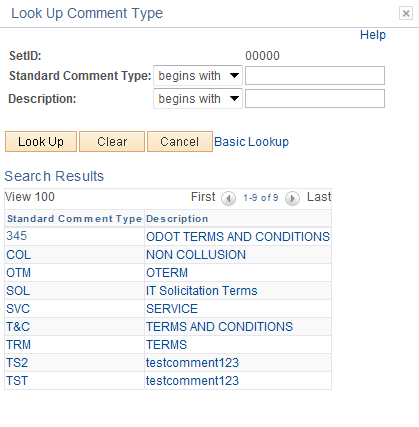 Look Up Comment Type
Help
SetID: 00000
Standard Comment Type: begins with
Description: begins with
Look Up Clear Cancel Basic Lookup
Search Results
View 100 First 1-9 of 9 Last
Standard Comment Type Description
345 ODOT TERMS AND CONDITIONS
COL NON COLLUSION
OTM OTERM
SOL IT Solicitation Terms
SVC SERVICE
T&C TERMS AND CONDITIONS
TRM TERMS
TS2 testcomment123
TST testcomment123